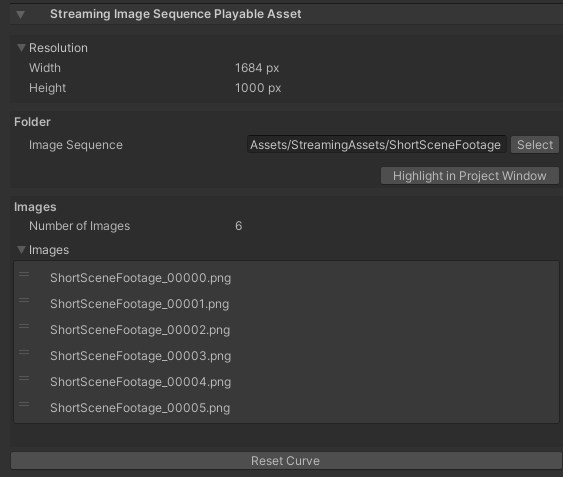 Streaming Image Sequence Playable Asset
Resolution
Width 1684 px
Height 1000 px
Folder
Image Sequence Assets/StreamingAssets/ShortSceneFootage Select
Highlight in Project Window
Images
Number of Images 6
Images
ShortSceneFootage_00000.png
ShortSceneFootage_00001.png
ShortSceneFootage_00002.png
ShortSceneFootage_00003.png
ShortSceneFootage_00004.png
ShortSceneFootage_00005.png
Reset Curve